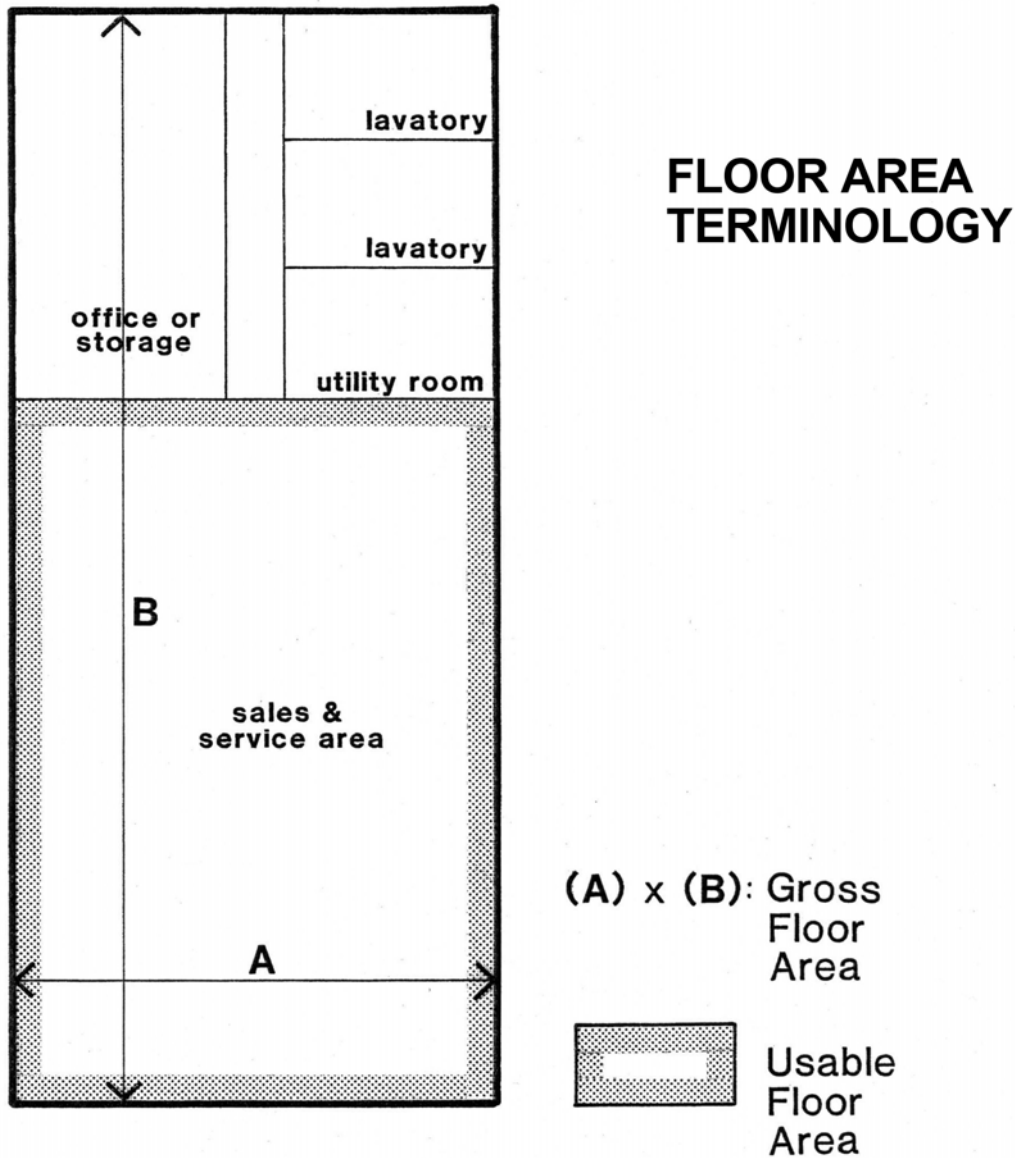 lavatory
FLOOR AREA
TERMINOLOGY
lavatory
office or
storage
utility room
B
sales &
service area
A
(A) x (B): Gross
Floor
Area
Usable
Floor
Area